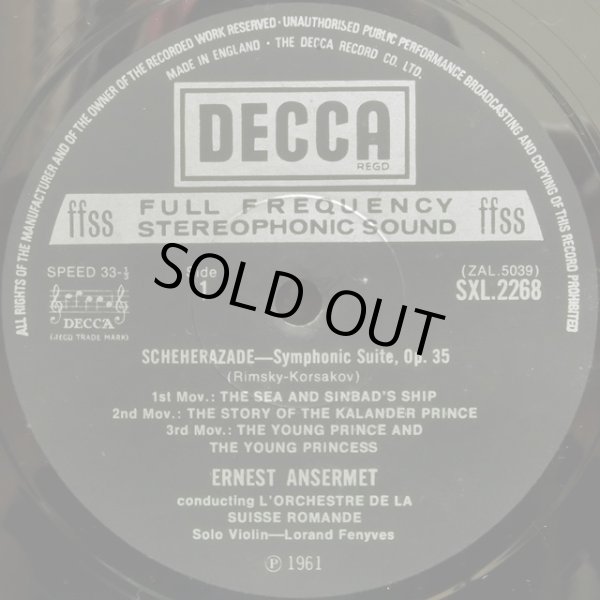 ALL RIGHTS OF THE MANUFACTURER AND OF THE OWNER OF THE RECORDED WORK RESERVED · UNAUTHORISED PUBLIC PERFORMANCE BROADCASTING AND COPYING OF THIS RECORD PROHIBITED
MADE IN ENGLAND · THE DECCA RECORD CO. LTD.
DECCA
REGD
ffss FULL FREQUENCY STEREOPHONIC SOUND ffss
SPEED 33-⅓
Side 1
(ZAL.5039)
SXL.2268
DECCA
(REGD TRADE MARK)
SOLD OUT
SCHEHERAZADE—Symphonic Suite, Op. 35
(Rimsky-Korsakov)
1st Mov.: THE SEA AND SINBAD'S SHIP
2nd Mov.: THE STORY OF THE KALANDER PRINCE
3rd Mov.: THE YOUNG PRINCE AND
THE YOUNG PRINCESS
ERNEST ANSERMET
conducting L'ORCHESTRE DE LA
SUISSE ROMANDE
Solo Violin—Lorand Fenyves
℗ 1961